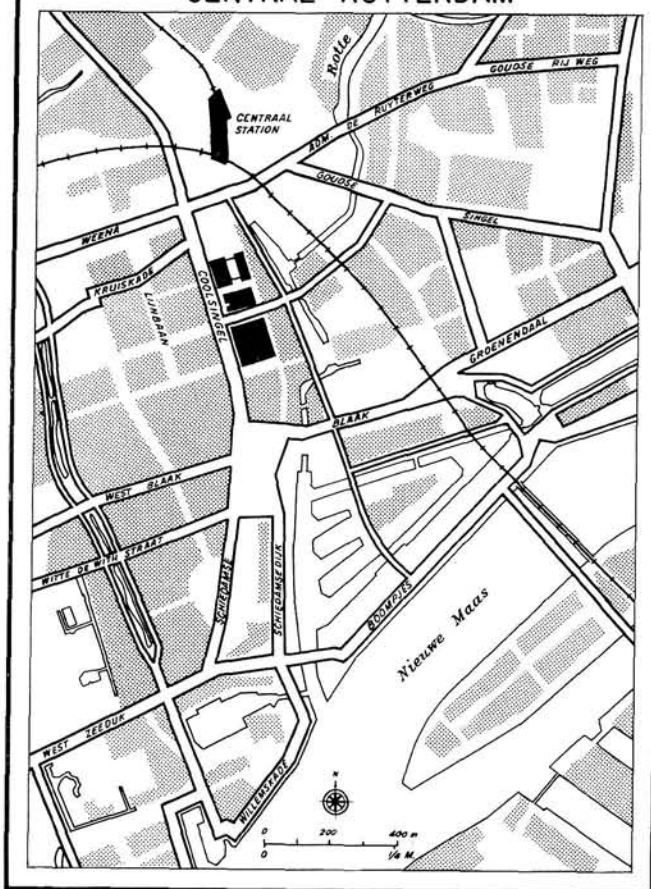 CENTRAAL ROTTERDAM
Rotte
GOUDSE RIJ WEG
ADM. DE RUYTERWEG
CENTRAAL
STATION
GOUDSE
SINGEL
WEENA
KRUISKADE
LIJNBAAN
COOLSINGEL
GROENENDAAL
BLAAK
WEST BLAAK
WITTE DE WITH STRAAT
SCHIEDAMSE
SCHIEDAMSEDIJK
BOOMPJES
Nieuwe Maas
WEST ZEEDIJK
WILLEMSKADE
N
0 200 400 m
0 1/4 M.